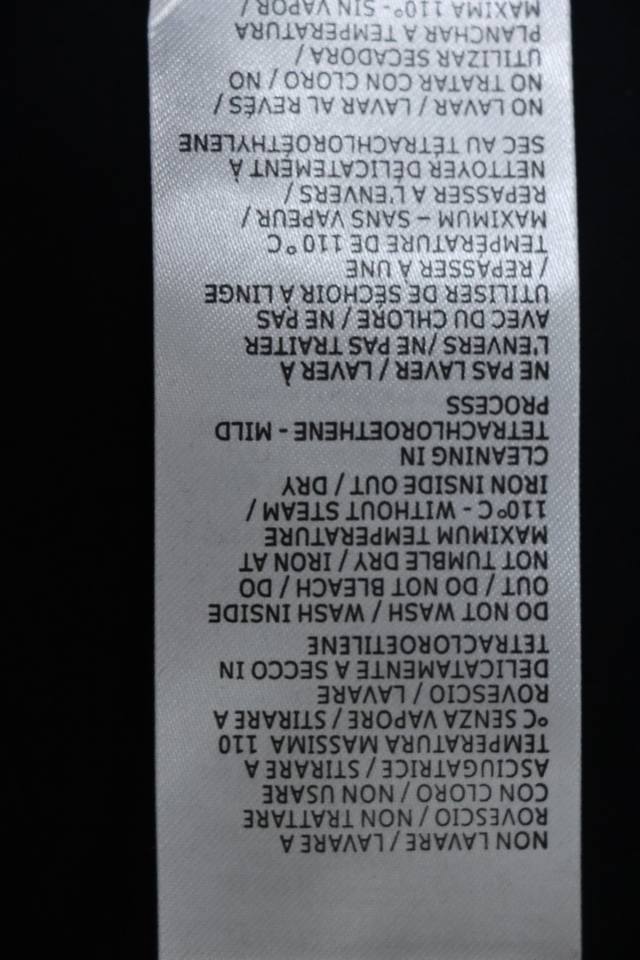 NON LAVARE / LAVARE A
ROVESCIO / NON TRATTARE
CON CLORO / NON USARE
ASCIUGATRICE / STIRARE A
TEMPERATURA MASSIMA 110
°C SENZA VAPORE / STIRARE A
ROVESCIO / LAVARE
DELICATAMENTE A SECCO IN
TETRACLOROETILENE
DO NOT WASH / WASH INSIDE
OUT / DO NOT BLEACH / DO
NOT TUMBLE DRY / IRON AT
MAXIMUM TEMPERATURE
110°C - WITHOUT STEAM /
IRON INSIDE OUT / DRY
CLEANING IN
TETRACHLOROETHENE - MILD
PROCESS
NE PAS LAVER / LAVER À
L'ENVERS / NE PAS TRAITER
AVEC DU CHLORE / NE PAS
UTILISER DE SÉCHOIR À LINGE
/ REPASSER A UNE
TEMPÉRATURE DE 110°C
MAXIMUM – SANS VAPEUR /
REPASSER A L'ENVERS /
NETTOYER DÉLICATEMENT À
SEC AU TÉTRACHLOROÉTHYLÈNE
NO LAVAR / LAVAR AL REVÉS /
NO TRATAR CON CLORO / NO
UTILIZAR SECADORA /
PLANCHAR A TEMPERATURA
MAXIMA 110°- SIN VAPOR /